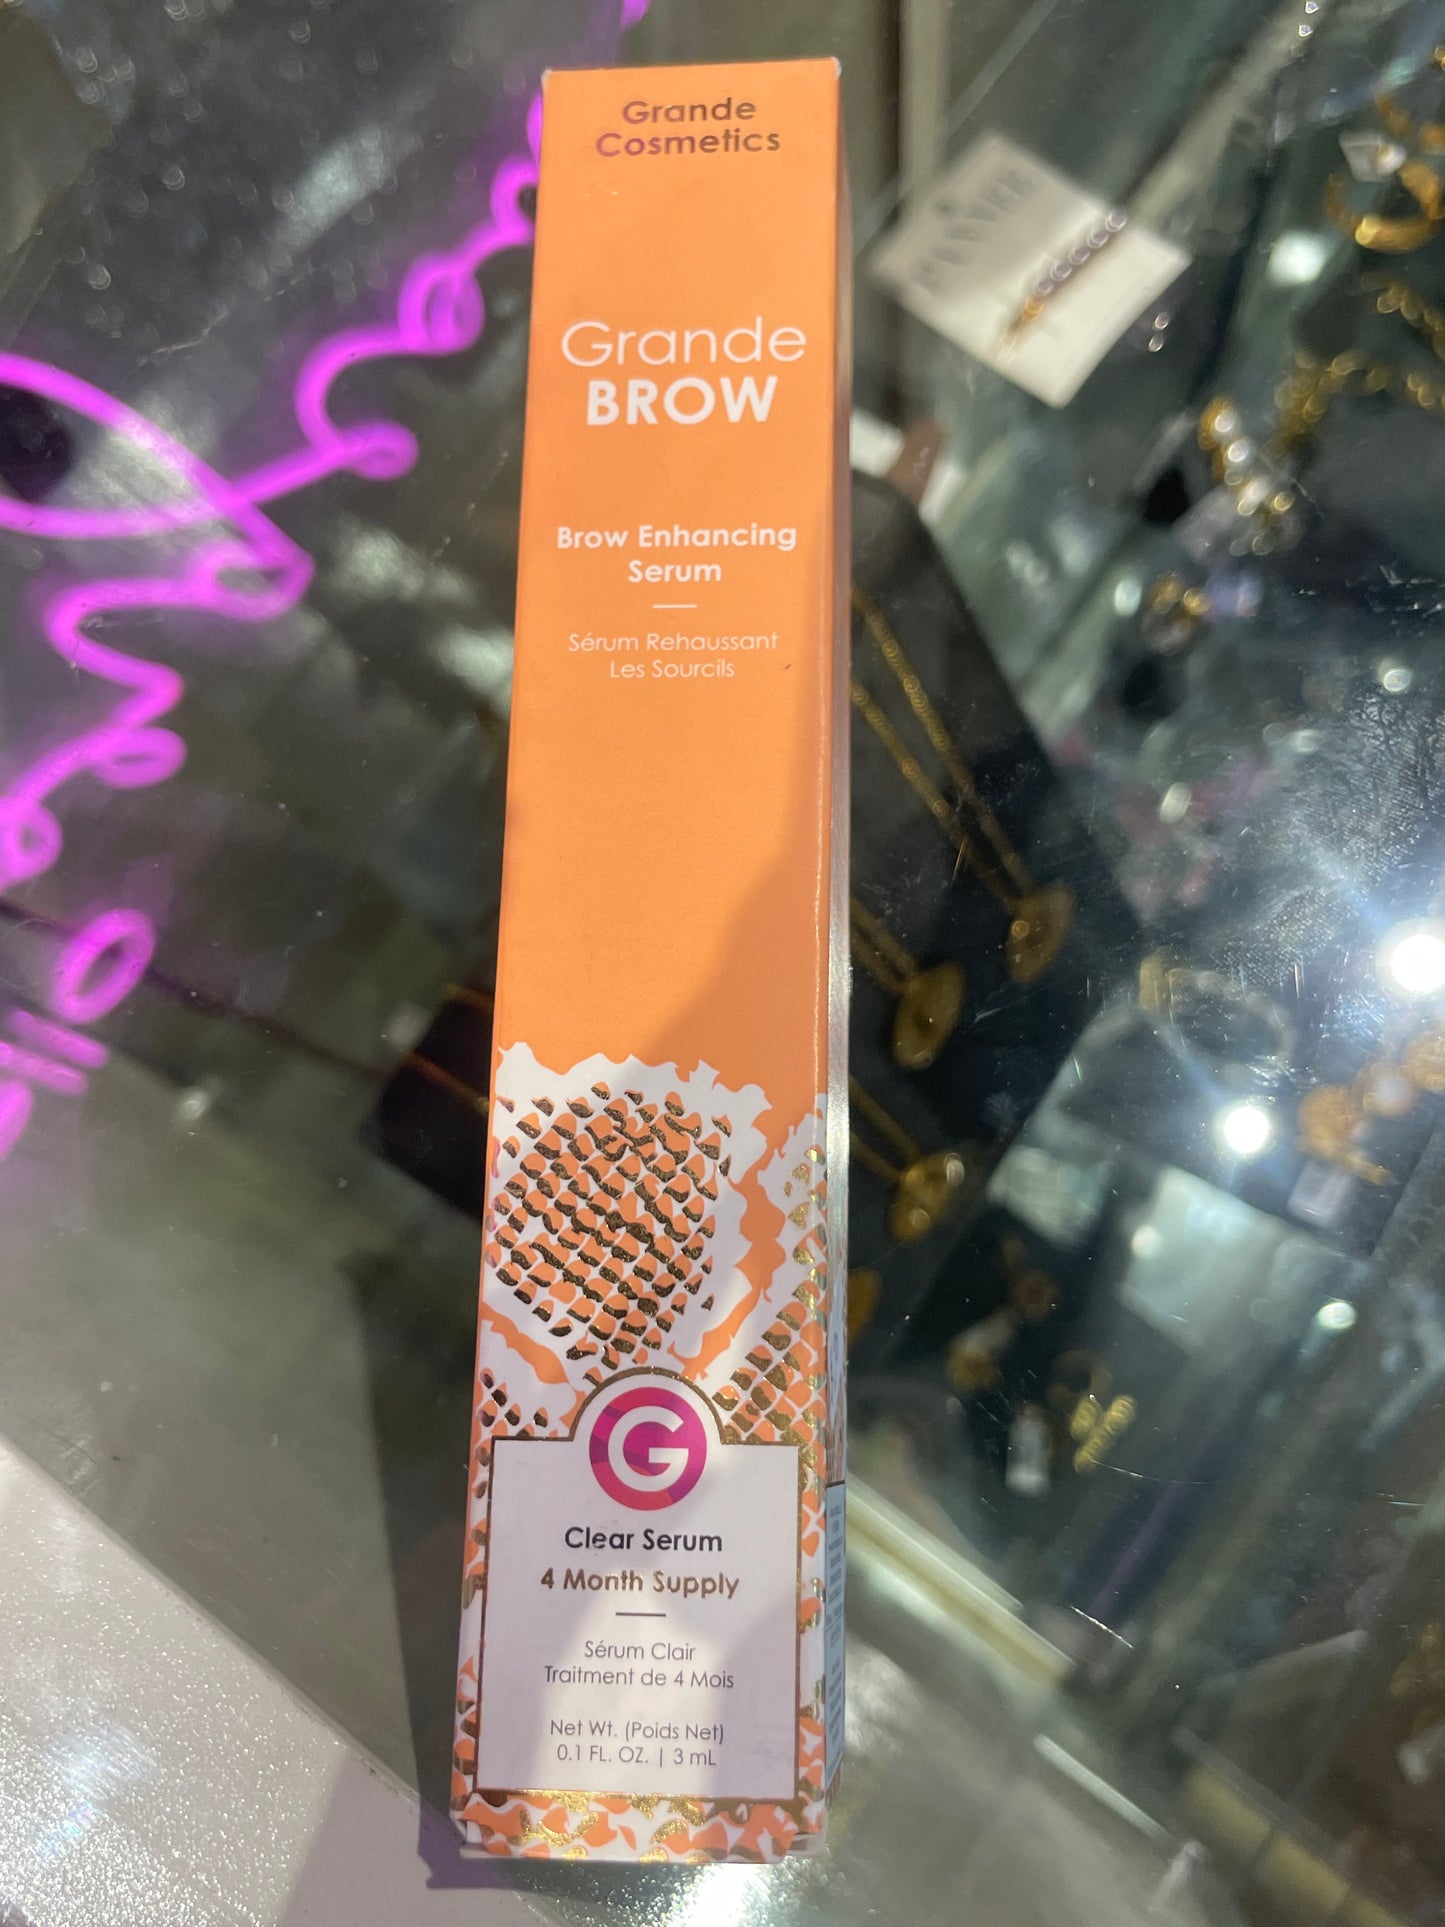 Grande
Cosmetics
Grande
BROW
Brow Enhancing
Serum
Sérum Rehaussant
Les Sourcils
G
Clear Serum
4 Month Supply
Sérum Clair
Traitment de 4 Mois
Net Wt. (Poids Net)
0.1 FL. OZ. | 3 mL